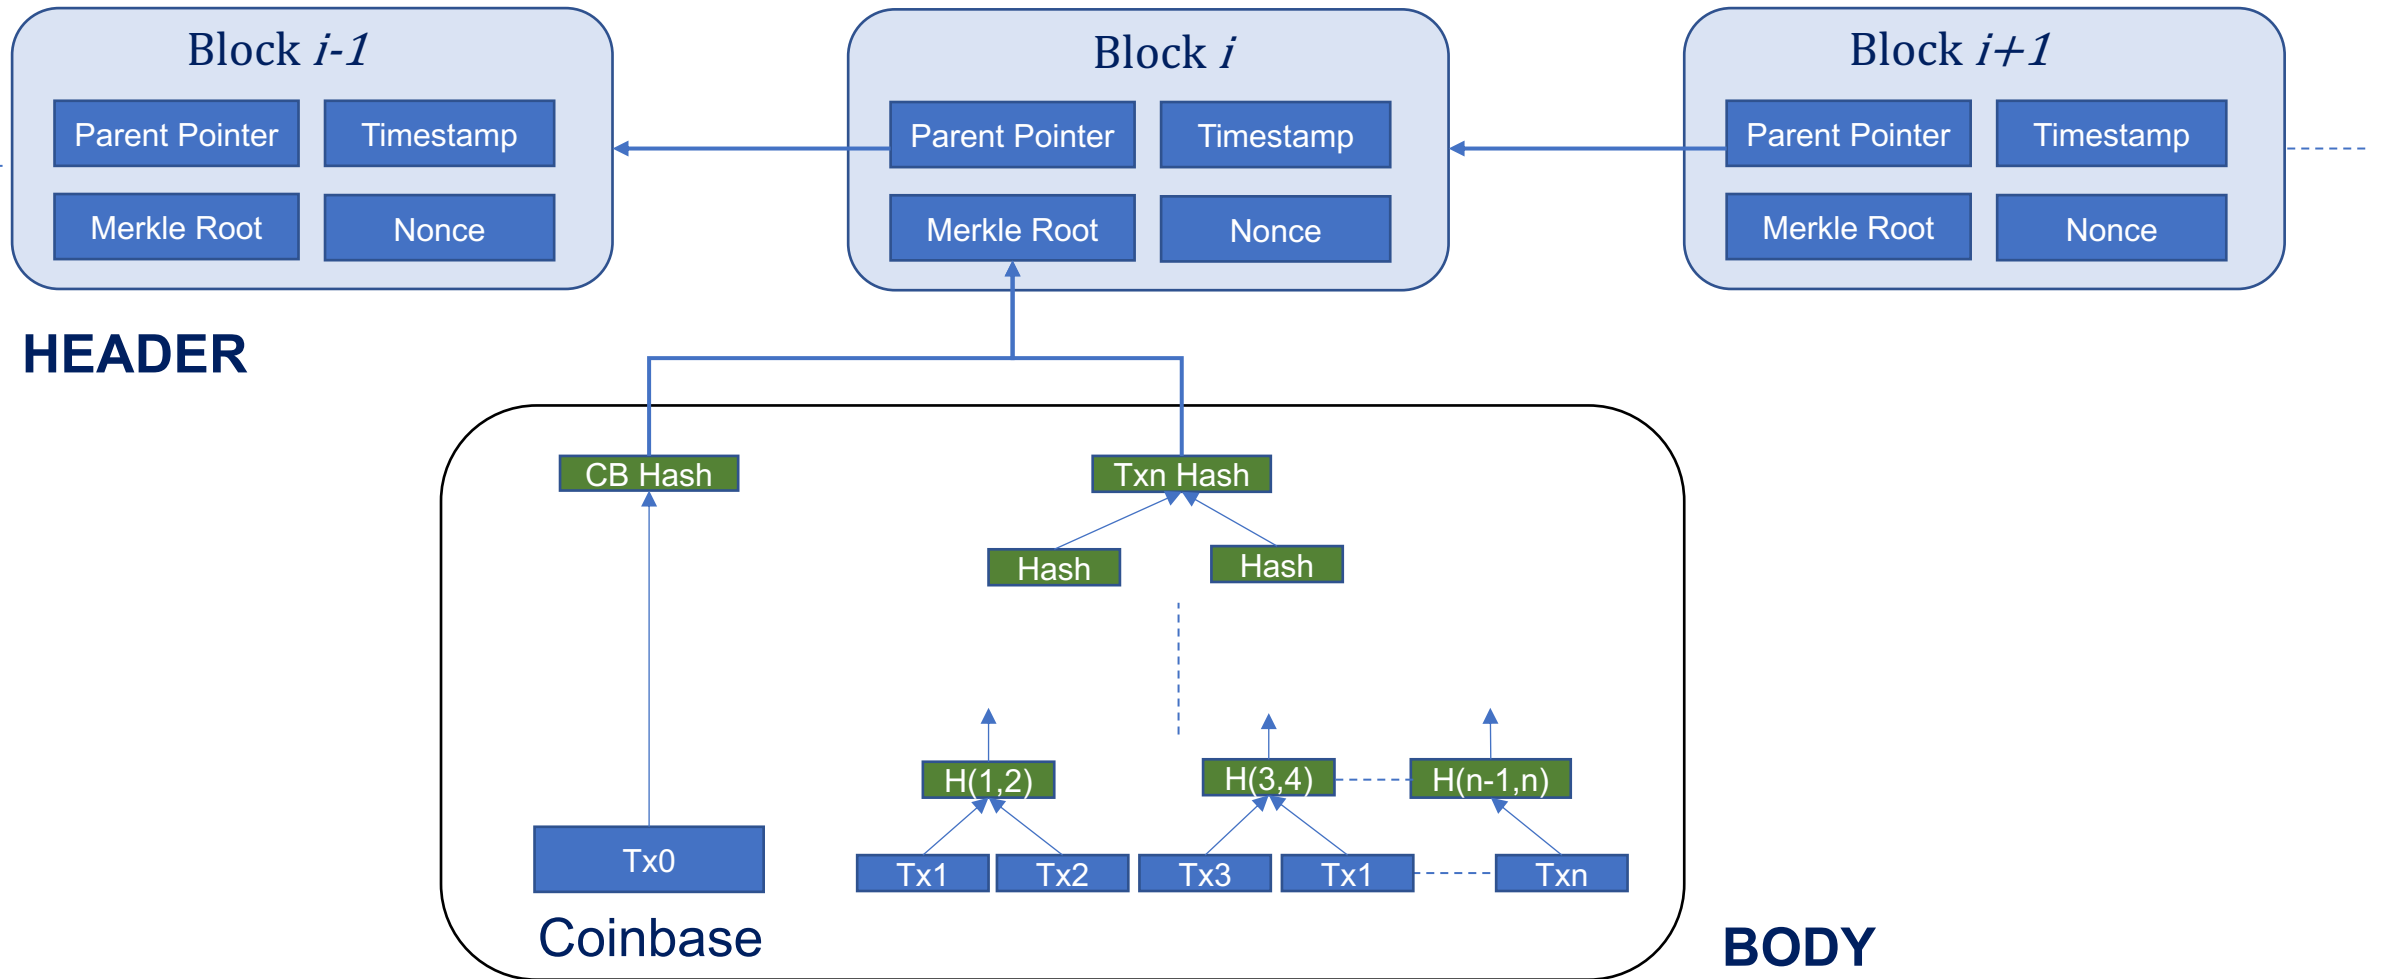 Block i-1
Parent Pointer Timestamp
Merkle Root Nonce
Block i
Parent Pointer Timestamp
Merkle Root Nonce
Block i+1
Parent Pointer Timestamp
Merkle Root Nonce
HEADER
CB Hash Txn Hash
Hash Hash
H(1,2) H(3,4) H(n-1,n)
Tx0 Tx1 Tx2 Tx3 Tx1 Txn
Coinbase
BODY